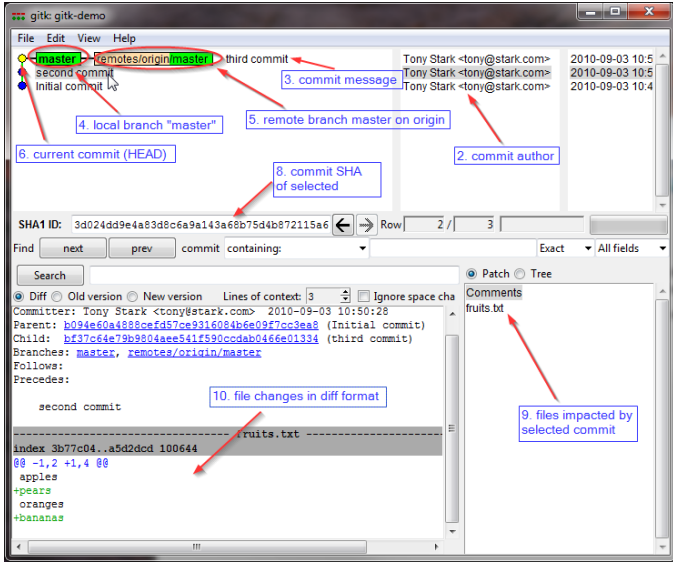 gitk: gitk-demo
File Edit View Help
master remotes/origin/master third commit Tony Stark <tony@stark.com> 2010-09-03 10:5
second commit Tony Stark <tony@stark.com> 2010-09-03 10:5
Initial commit Tony Stark <tony@stark.com> 2010-09-03 10:4
3. commit message
4. local branch "master"
5. remote branch master on origin
6. current commit (HEAD)
2. commit author
8. commit SHA
of selected
SHA1 ID: 3d024dd9e4a83d8c6a9a143a68b75d4b872115a6 Row 2 / 3
Find next prev commit containing: Exact All fields
Search
Patch Tree
Diff Old version New version Lines of context: 3 Ignore space cha
Comments
fruits.txt
Committer: Tony Stark <tony@stark.com> 2010-09-03 10:50:28
Parent: b094e60a4888cefd57ce9316084b6e09f7cc3ea8 (Initial commit)
Child: bf37c64e79b9804aee541f590ccdab0466e01334 (third commit)
Branches: master, remotes/origin/master
Follows:
Precedes:
10. file changes in diff format
second commit
9. files impacted by
selected commit
fruits.txt
index 3b77c04..a5d2dcd 100644
@@ -1,2 +1,4 @@
apples
+pears
oranges
+bananas